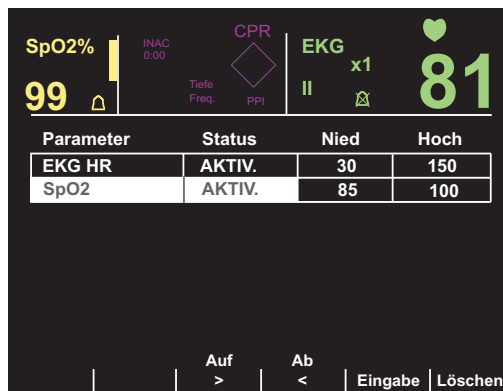 SpO2%
99
INAC
0:00
CPR
Tiefe
Freq.
PPI
EKG
x1
II
81
Parameter Status Nied Hoch
EKG HR AKTIV. 30 150
SpO2 AKTIV. 85 100
Auf Ab
> < Eingabe Löschen